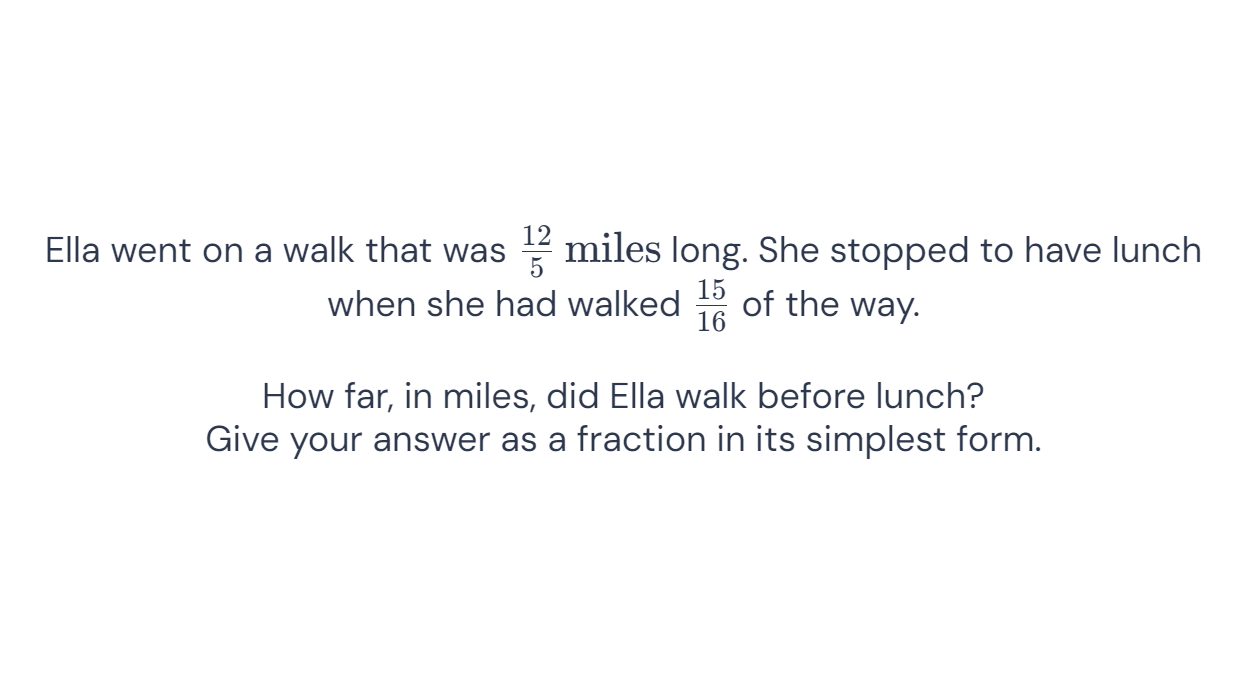 Ella went on a walk that was 12/5 miles long. She stopped to have lunch
when she had walked 15/16 of the way.
How far, in miles, did Ella walk before lunch?
Give your answer as a fraction in its simplest form.